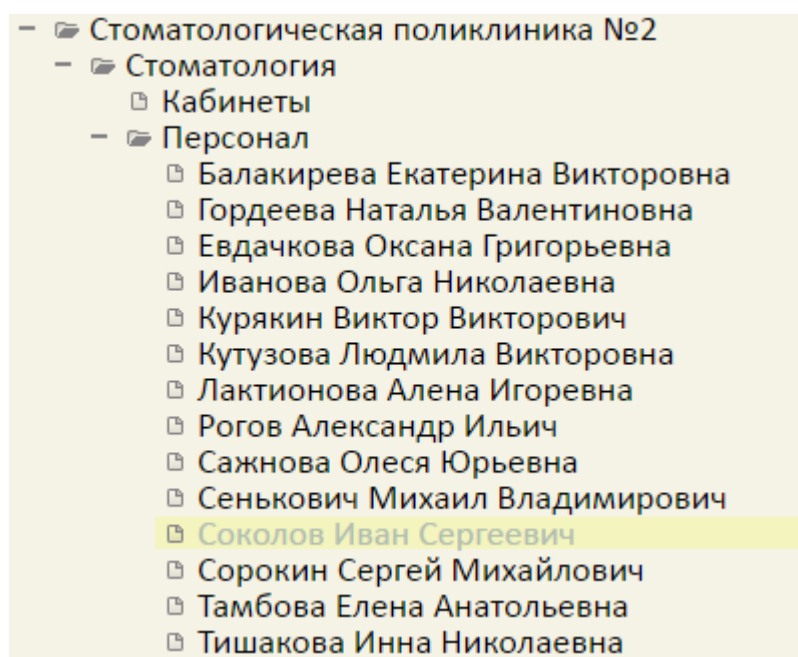 Стоматологическая поликлиника №2
Стоматология
Кабинеты
Персонал
Балакирева Екатерина Викторовна
Гордеева Наталья Валентиновна
Евдачкова Оксана Григорьевна
Иванова Ольга Николаевна
Курякин Виктор Викторович
Кутузова Людмила Викторовна
Лактионова Алена Игоревна
Рогов Александр Ильич
Сажнова Олеся Юрьевна
Сенькович Михаил Владимирович
Соколов Иван Сергеевич
Сорокин Сергей Михайлович
Тамбова Елена Анатольевна
Тишакова Инна Николаевна